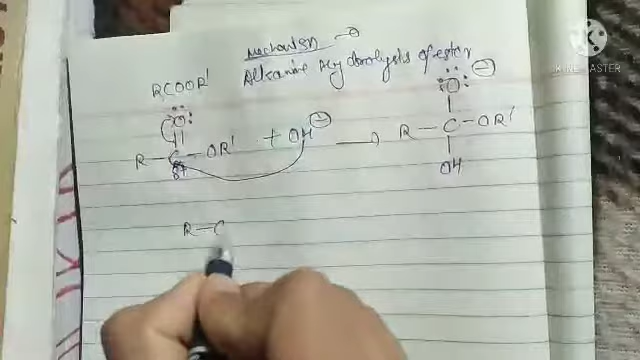 Mechanism →
Alkaline Hydrolysis of ester
RCOOR'
O
R — C — OR' + OH ⊖ → R — C — OR'
δ+
O ⊖
OH
R — C
KINEMASTER